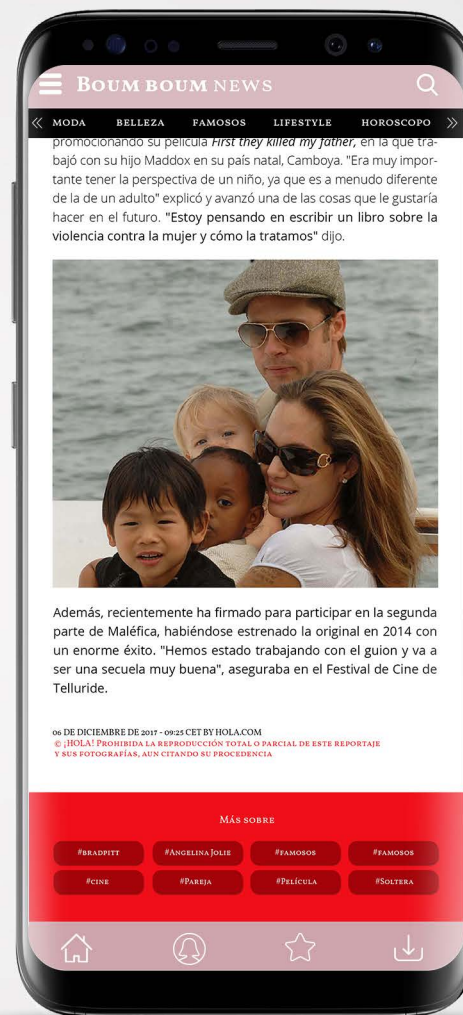 BOUM BOUM NEWS
MODA BELLEZA FAMOSOS LIFESTYLE HOROSCOPO
promocionando su película First they killed my father, en la que tra-
bajó con su hijo Maddox en su país natal, Camboya. "Era muy impor-
tante tener la perspectiva de un niño, ya que es a menudo diferente
de la de un adulto" explicó y avanzó una de las cosas que le gustaría
hacer en el futuro. "Estoy pensando en escribir un libro sobre la
violencia contra la mujer y cómo la tratamos" dijo.
Además, recientemente ha firmado para participar en la segunda
parte de Maléfica, habiéndose estrenado la original en 2014 con
un enorme éxito. "Hemos estado trabajando con el guion y va a
ser una secuela muy buena", aseguraba en el Festival de Cine de
Telluride.
06 DE DICIEMBRE DE 2017 - 09:25 CET BY HOLA.COM
© ¡HOLA! PROHIBIDA LA REPRODUCCIÓN TOTAL O PARCIAL DE ESTE REPORTAJE
Y SUS FOTOGRAFÍAS, AUN CITANDO SU PROCEDENCIA
MÁS SOBRE
#BRADPITT #ANGELINA JOLIE #FAMOSOS #FAMOSOS
#CINE #PAREJA #PELÍCULA #SOLTERA